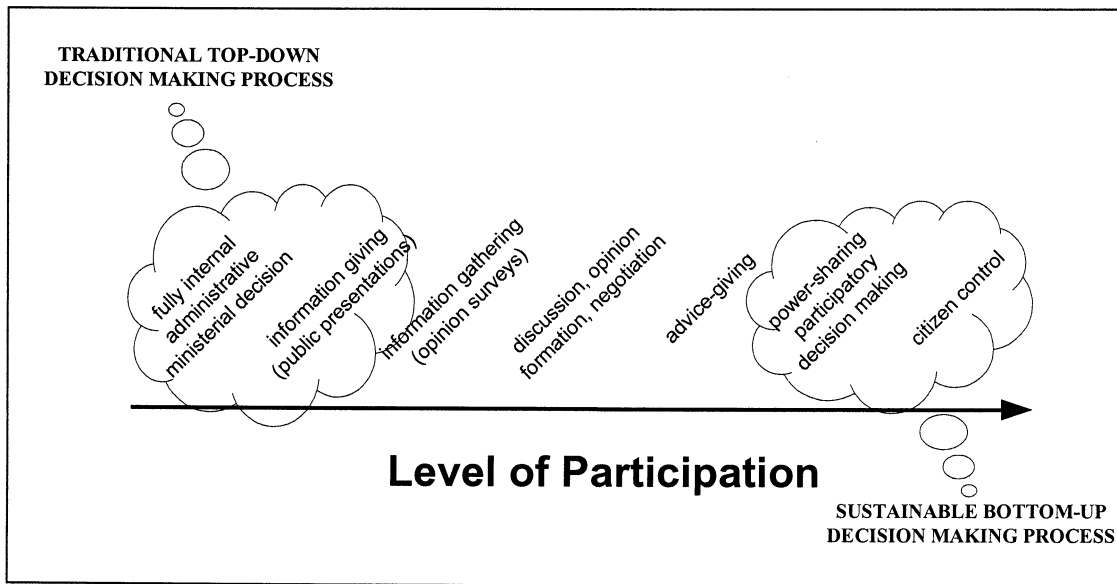 TRADITIONAL TOP-DOWN
DECISION MAKING PROCESS
fully internal
administrative
ministerial decision
information giving
(public presentations)
information gathering
(opinion surveys)
discussion, opinion
formation, negotiation
advice-giving
power-sharing
participatory
decision making
citizen control
Level of Participation
SUSTAINABLE BOTTOM-UP
DECISION MAKING PROCESS